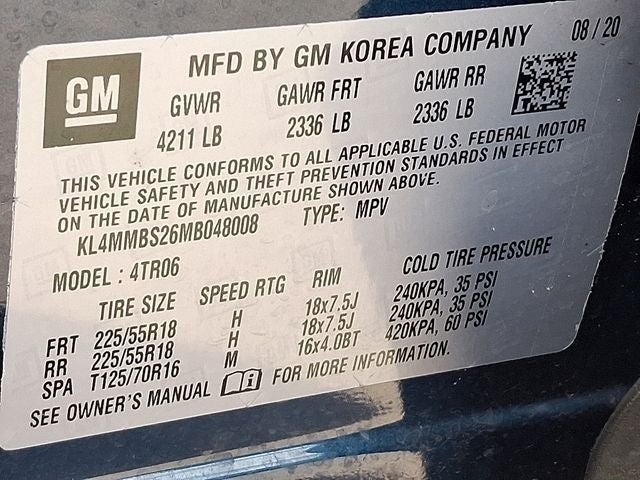 GM
MFD BY GM KOREA COMPANY 08/20
GVWR GAWR FRT GAWR RR
4211 LB 2336 LB 2336 LB
THIS VEHICLE CONFORMS TO ALL APPLICABLE U.S. FEDERAL MOTOR
VEHICLE SAFETY AND THEFT PREVENTION STANDARDS IN EFFECT
ON THE DATE OF MANUFACTURE SHOWN ABOVE.
KL4MMBS26MB048008 TYPE: MPV
MODEL : 4TR06
TIRE SIZE SPEED RTG RIM COLD TIRE PRESSURE
FRT 225/55R18 H 18x7.5J 240KPA, 35 PSI
RR 225/55R18 H 18x7.5J 240KPA, 35 PSI
SPA T125/70R16 M 16x4.0BT 420KPA, 60 PSI
SEE OWNER'S MANUAL i FOR MORE INFORMATION.